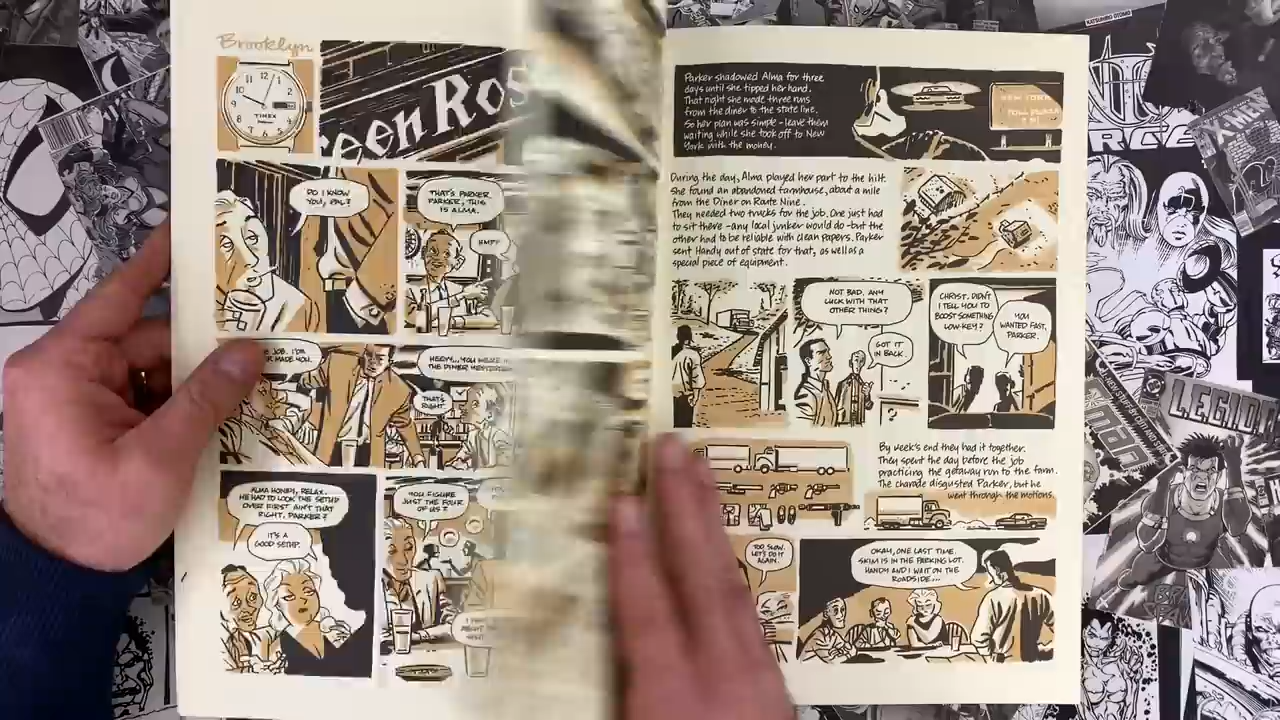 Brooklyn
12
TIMEX
een Ros
DO I KNOW
YOU, PAL?
THAT'S PARKER.
PARKER, THIS
IS ALMA.
HMPF
JOB. I'M
MADE YOU.
HEEYY... YOU WERE IN
THE DINER YESTER
THAT'S
RIGHT.
ALMA HONEY, RELAX.
HE HAD TO LOOK THE SETUP
OVER FIRST. AIN'T THAT
RIGHT, PARKER?
IT'S A
GOOD SETUP.
YOU FIGURE
JUST THE FOUR
OF US?
Parker shadowed Alma for three
days until she tipped her hand.
That night she made three runs
from the diner to the state line.
So her plan was simple - leave them
waiting while she took off to New
York with the money.
NEW YORK
TOLL PLAZA
During the day, Alma played her part to the hilt.
She found an abandoned farmhouse, about a mile
from the Diner on Route Nine.
They needed two trucks for the job. One just had
to sit there - any local junker would do - but the
other had to be reliable with clean papers. Parker
sent Handy out of state for that, as well as a
special piece of equipment.
NOT BAD. ANY
LUCK WITH THAT
OTHER THING?
GOT IT
IN BACK.
CHRIST. DIDN'T
I TELL YOU TO
BOOST SOMETHING
LOW-KEY?
YOU
WANTED FAST,
PARKER.
By week's end they had it together.
They spent the day before the job
practicing the getaway run to the farm.
The charade disgusted Parker, but he
went through the motions.
TOO SLOW.
LET'S DO IT
AGAIN.
OKAY, ONE LAST TIME.
SKIM IS IN THE PARKING LOT.
HANDY AND I WAIT ON THE
ROADSIDE...
KATSUHIRO OTOMO
RCE
X-MEN
L.E.G.I.O.N.